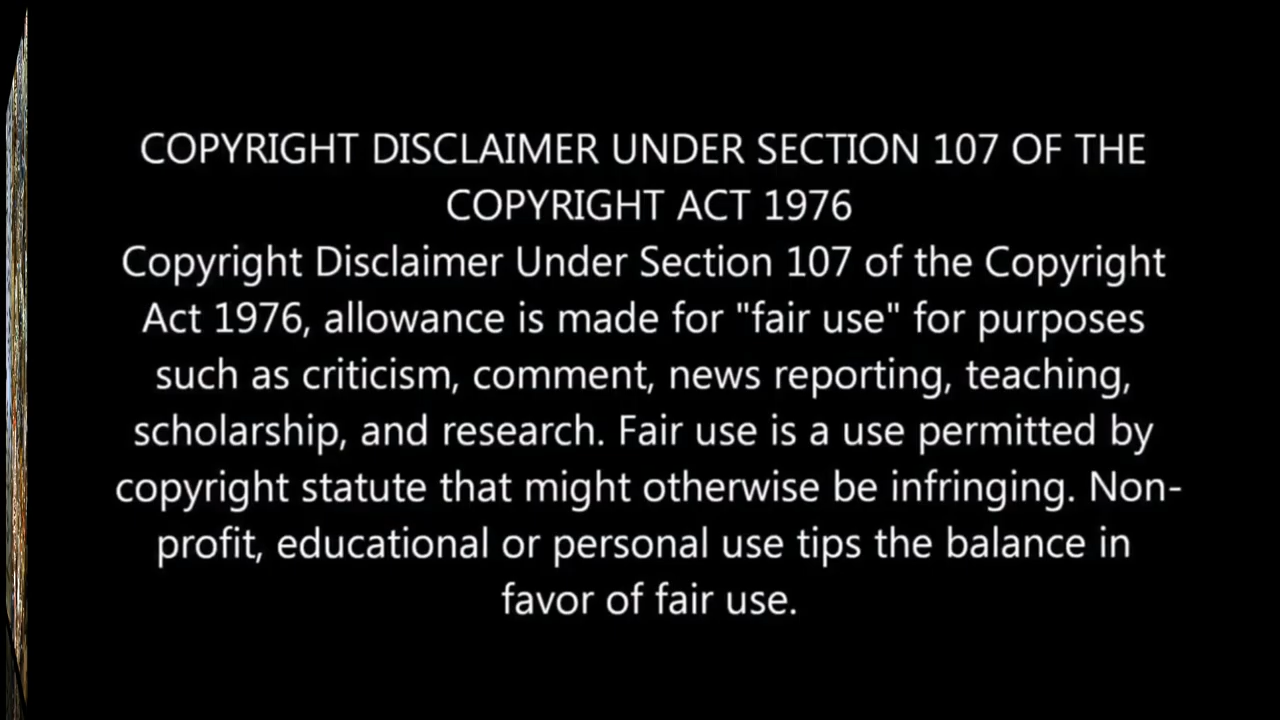 COPYRIGHT DISCLAIMER UNDER SECTION 107 OF THE
COPYRIGHT ACT 1976
Copyright Disclaimer Under Section 107 of the Copyright
Act 1976, allowance is made for "fair use" for purposes
such as criticism, comment, news reporting, teaching,
scholarship, and research. Fair use is a use permitted by
copyright statute that might otherwise be infringing. Non-
profit, educational or personal use tips the balance in
favor of fair use.